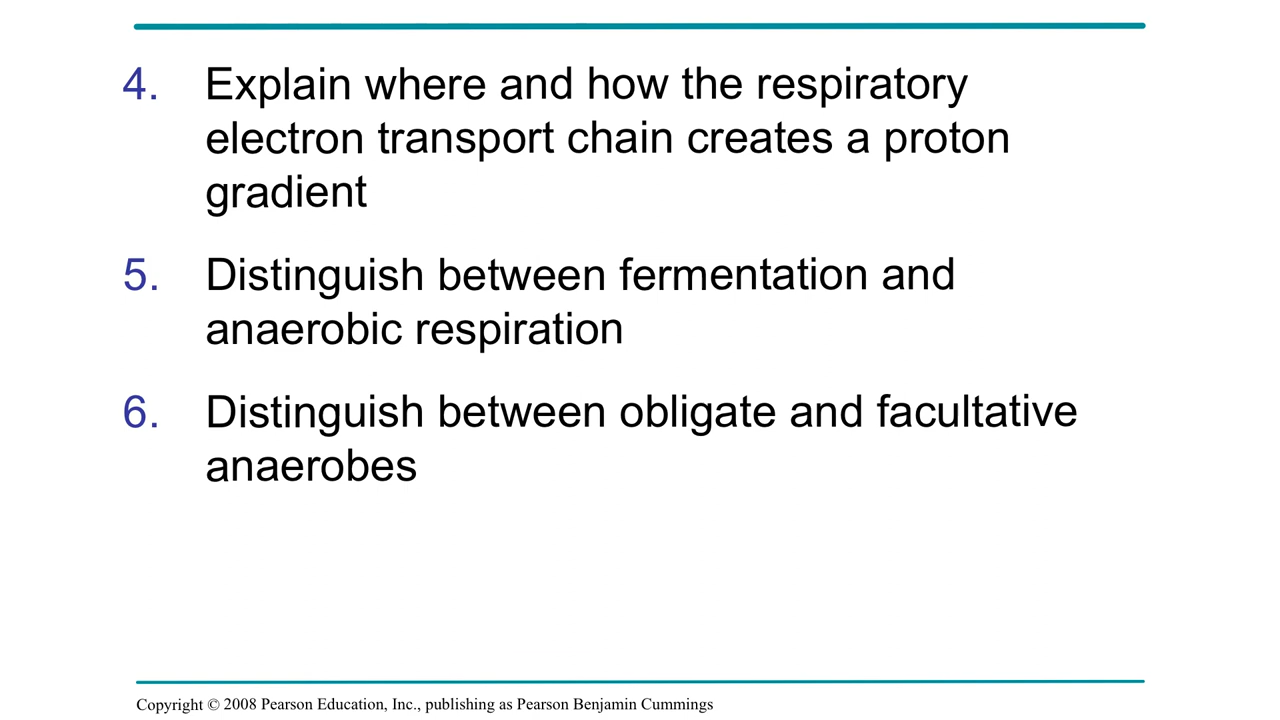 4. Explain where and how the respiratory
electron transport chain creates a proton
gradient
5. Distinguish between fermentation and
anaerobic respiration
6. Distinguish between obligate and facultative
anaerobes
Copyright © 2008 Pearson Education, Inc., publishing as Pearson Benjamin Cummings